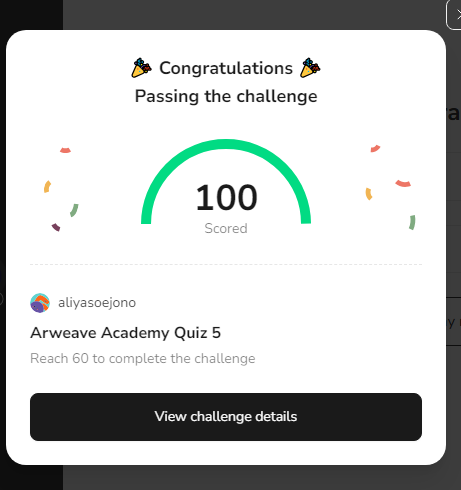 Congratulations
Passing the challenge
100
Scored
aliyasoejono
Arweave Academy Quiz 5
Reach 60 to complete the challenge
View challenge details